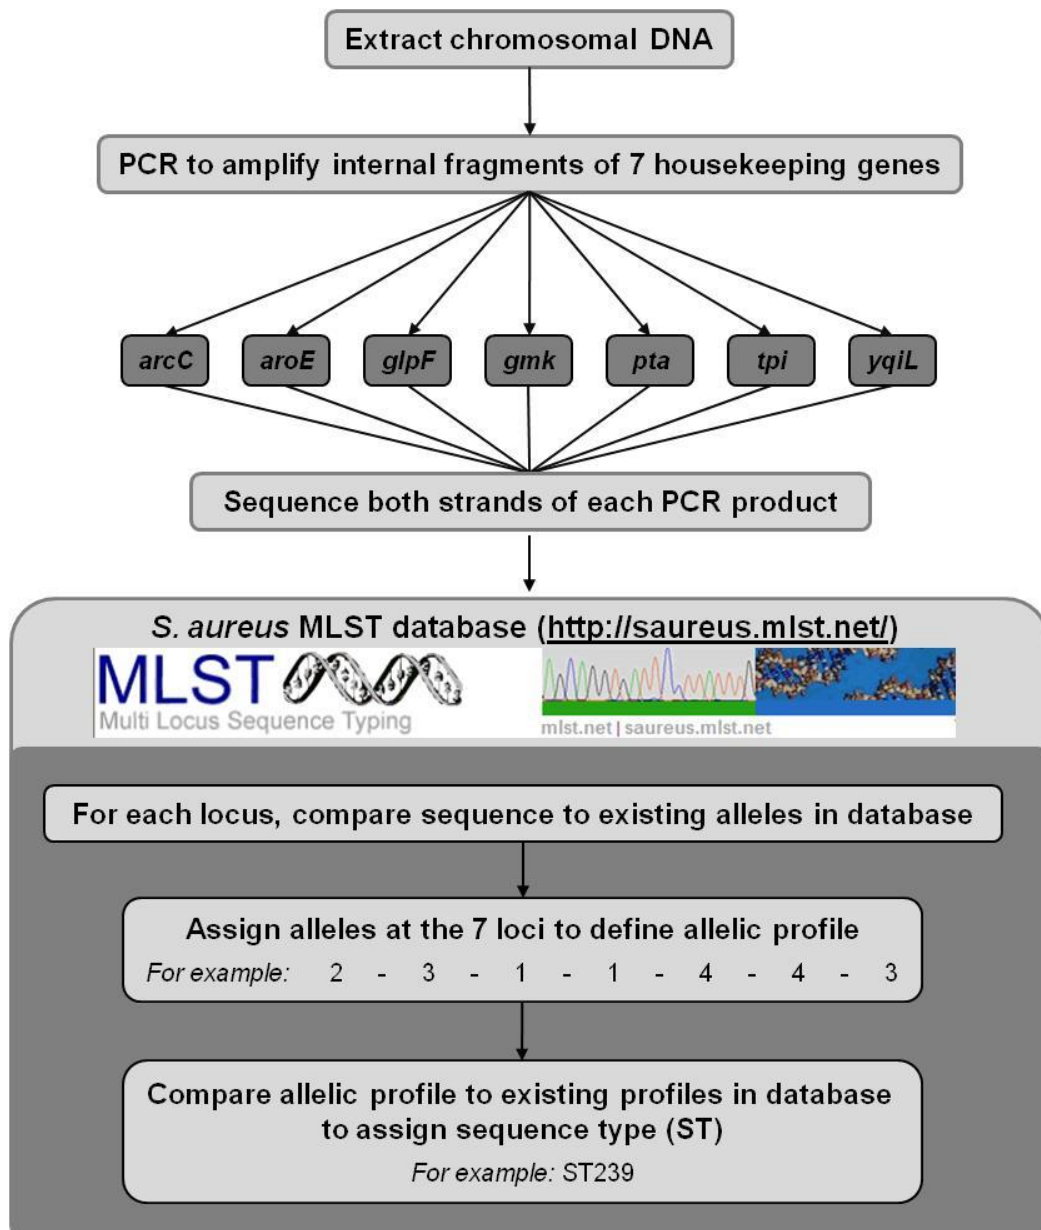 Extract chromosomal DNA
PCR to amplify internal fragments of 7 housekeeping genes
arcC aroE glpF gmk pta tpi yqiL
Sequence both strands of each PCR product
S. aureus MLST database (http://saureus.mlst.net/)
MLST
Multi Locus Sequence Typing
mlst.net | saureus.mlst.net
For each locus, compare sequence to existing alleles in database
Assign alleles at the 7 loci to define allelic profile
For example: 2 - 3 - 1 - 1 - 4 - 4 - 3
Compare allelic profile to existing profiles in database
to assign sequence type (ST)
For example: ST239